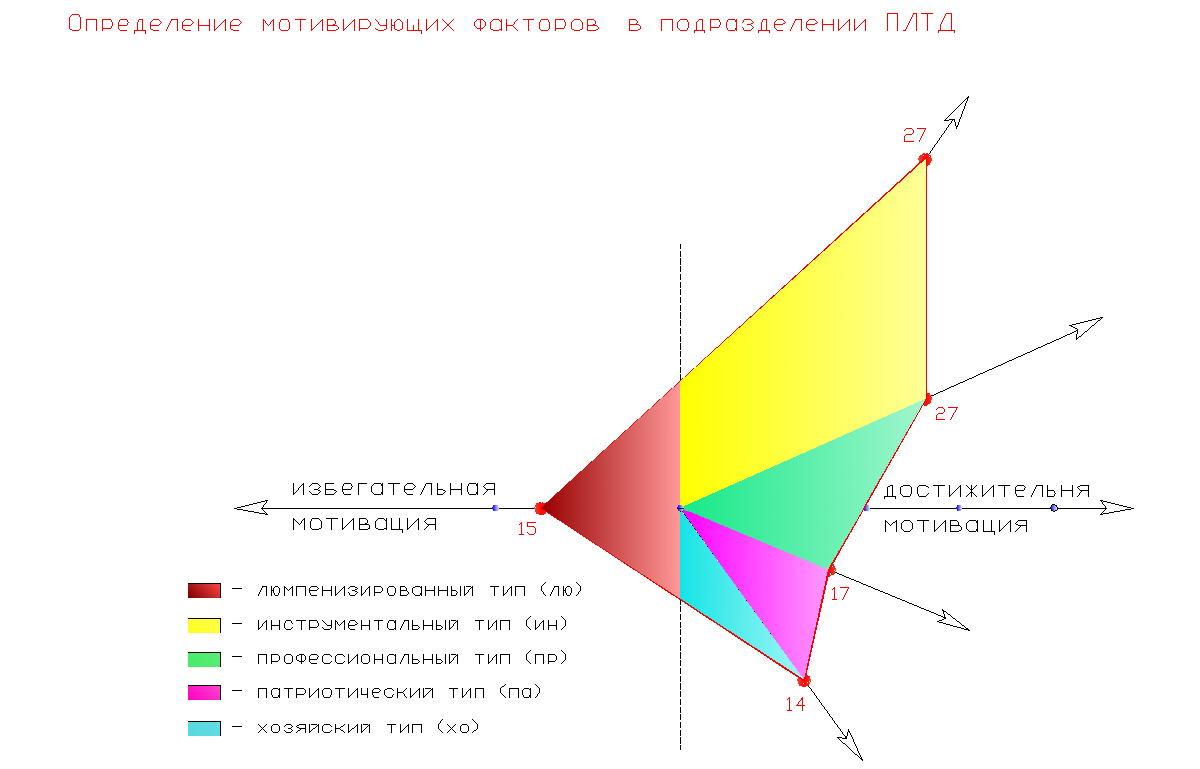 Определение мотивирующих факторов в подразделении ПЛТД
27
27
избегательная
мотивация
достижительня
мотивация
15
17
14
- люмпенизированный тип (лю)
- инструментальный тип (ин)
- профессиональный тип (пр)
- патриотический тип (па)
- хозяйский тип (хо)